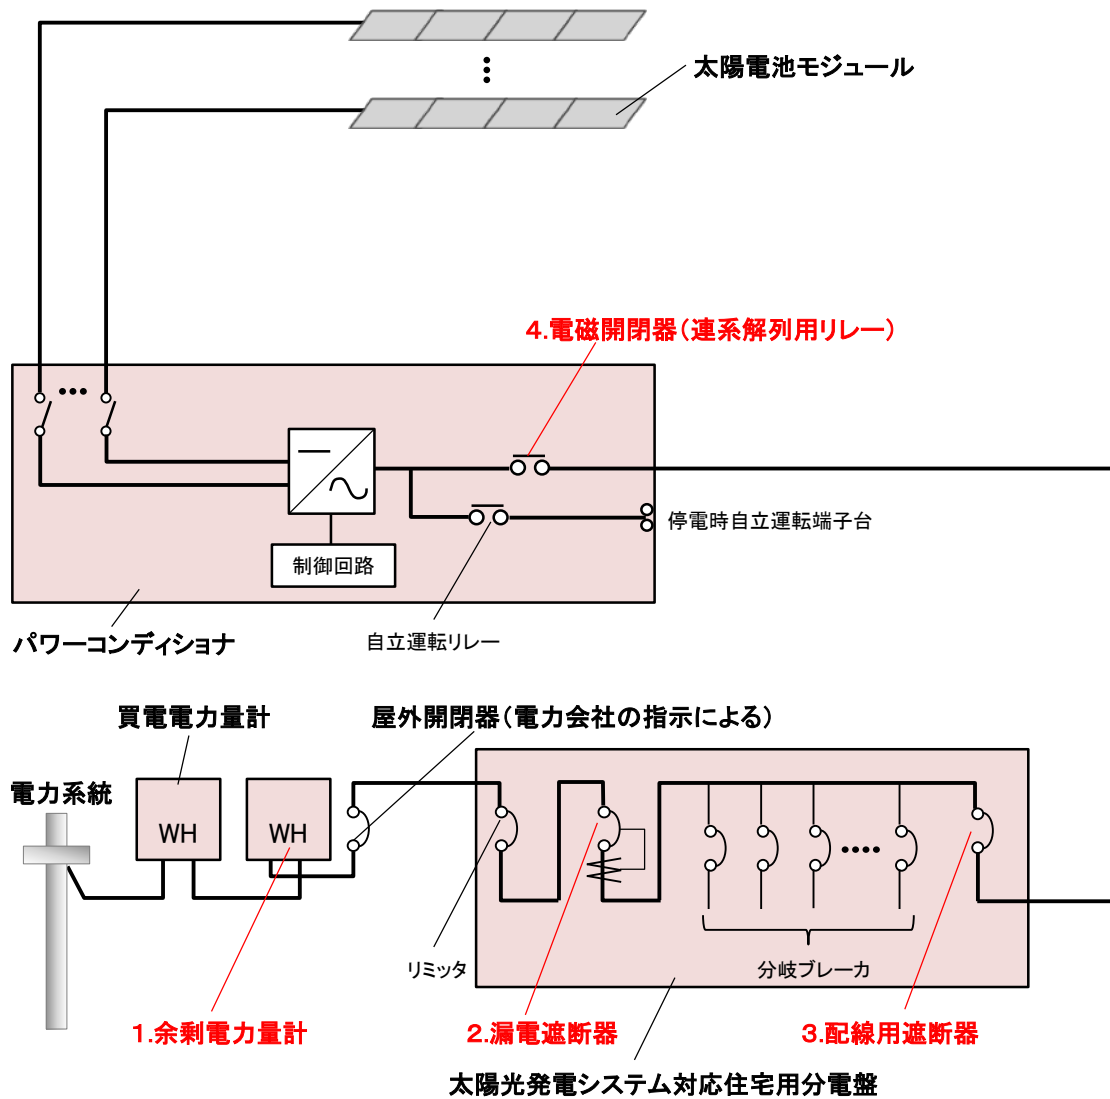 太陽電池モジュール
4.電磁開閉器(連系解列用リレー)
停電時自立運転端子台
制御回路
パワーコンディショナ
自立運転リレー
買電電力量計
屋外開閉器(電力会社の指示による)
電力系統
WH
WH
リミッタ
分岐ブレーカ
1.余剰電力量計
2.漏電遮断器
3.配線用遮断器
太陽光発電システム対応住宅用分電盤